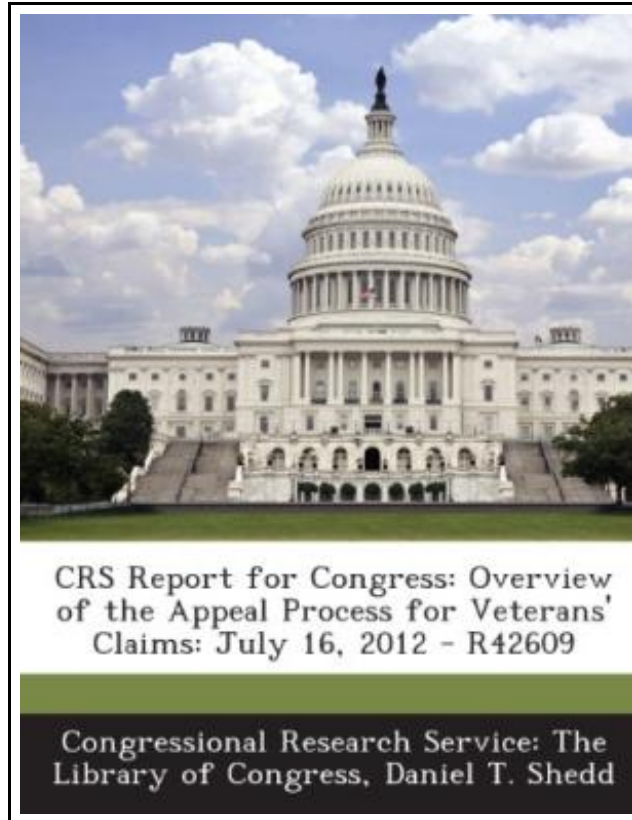 CRS Report for Congress: Overview
of the Appeal Process for Veterans'
Claims: July 16, 2012 - R42609
Congressional Research Service: The
Library of Congress, Daniel T. Shedd